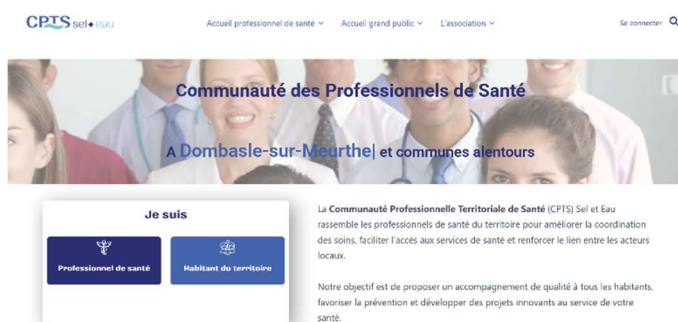 CPTS sel eau
Accueil professionnel de santé
Accueil grand public
L'association
Se connecter
Communauté des Professionnels de Santé
A Dombasle-sur-Meurthe| et communes alentours
Je suis
Professionnel de santé
Habitant du territoire
La Communauté Professionnelle Territoriale de Santé (CPTS) Sel et Eau
rassemble les professionnels de santé du territoire pour améliorer la coordination
des soins, faciliter l'accès aux services de santé et renforcer le lien entre les acteurs
locaux.
Notre objectif est de proposer un accompagnement de qualité à tous les habitants,
favoriser la prévention et développer des projets innovants au service de votre
santé.